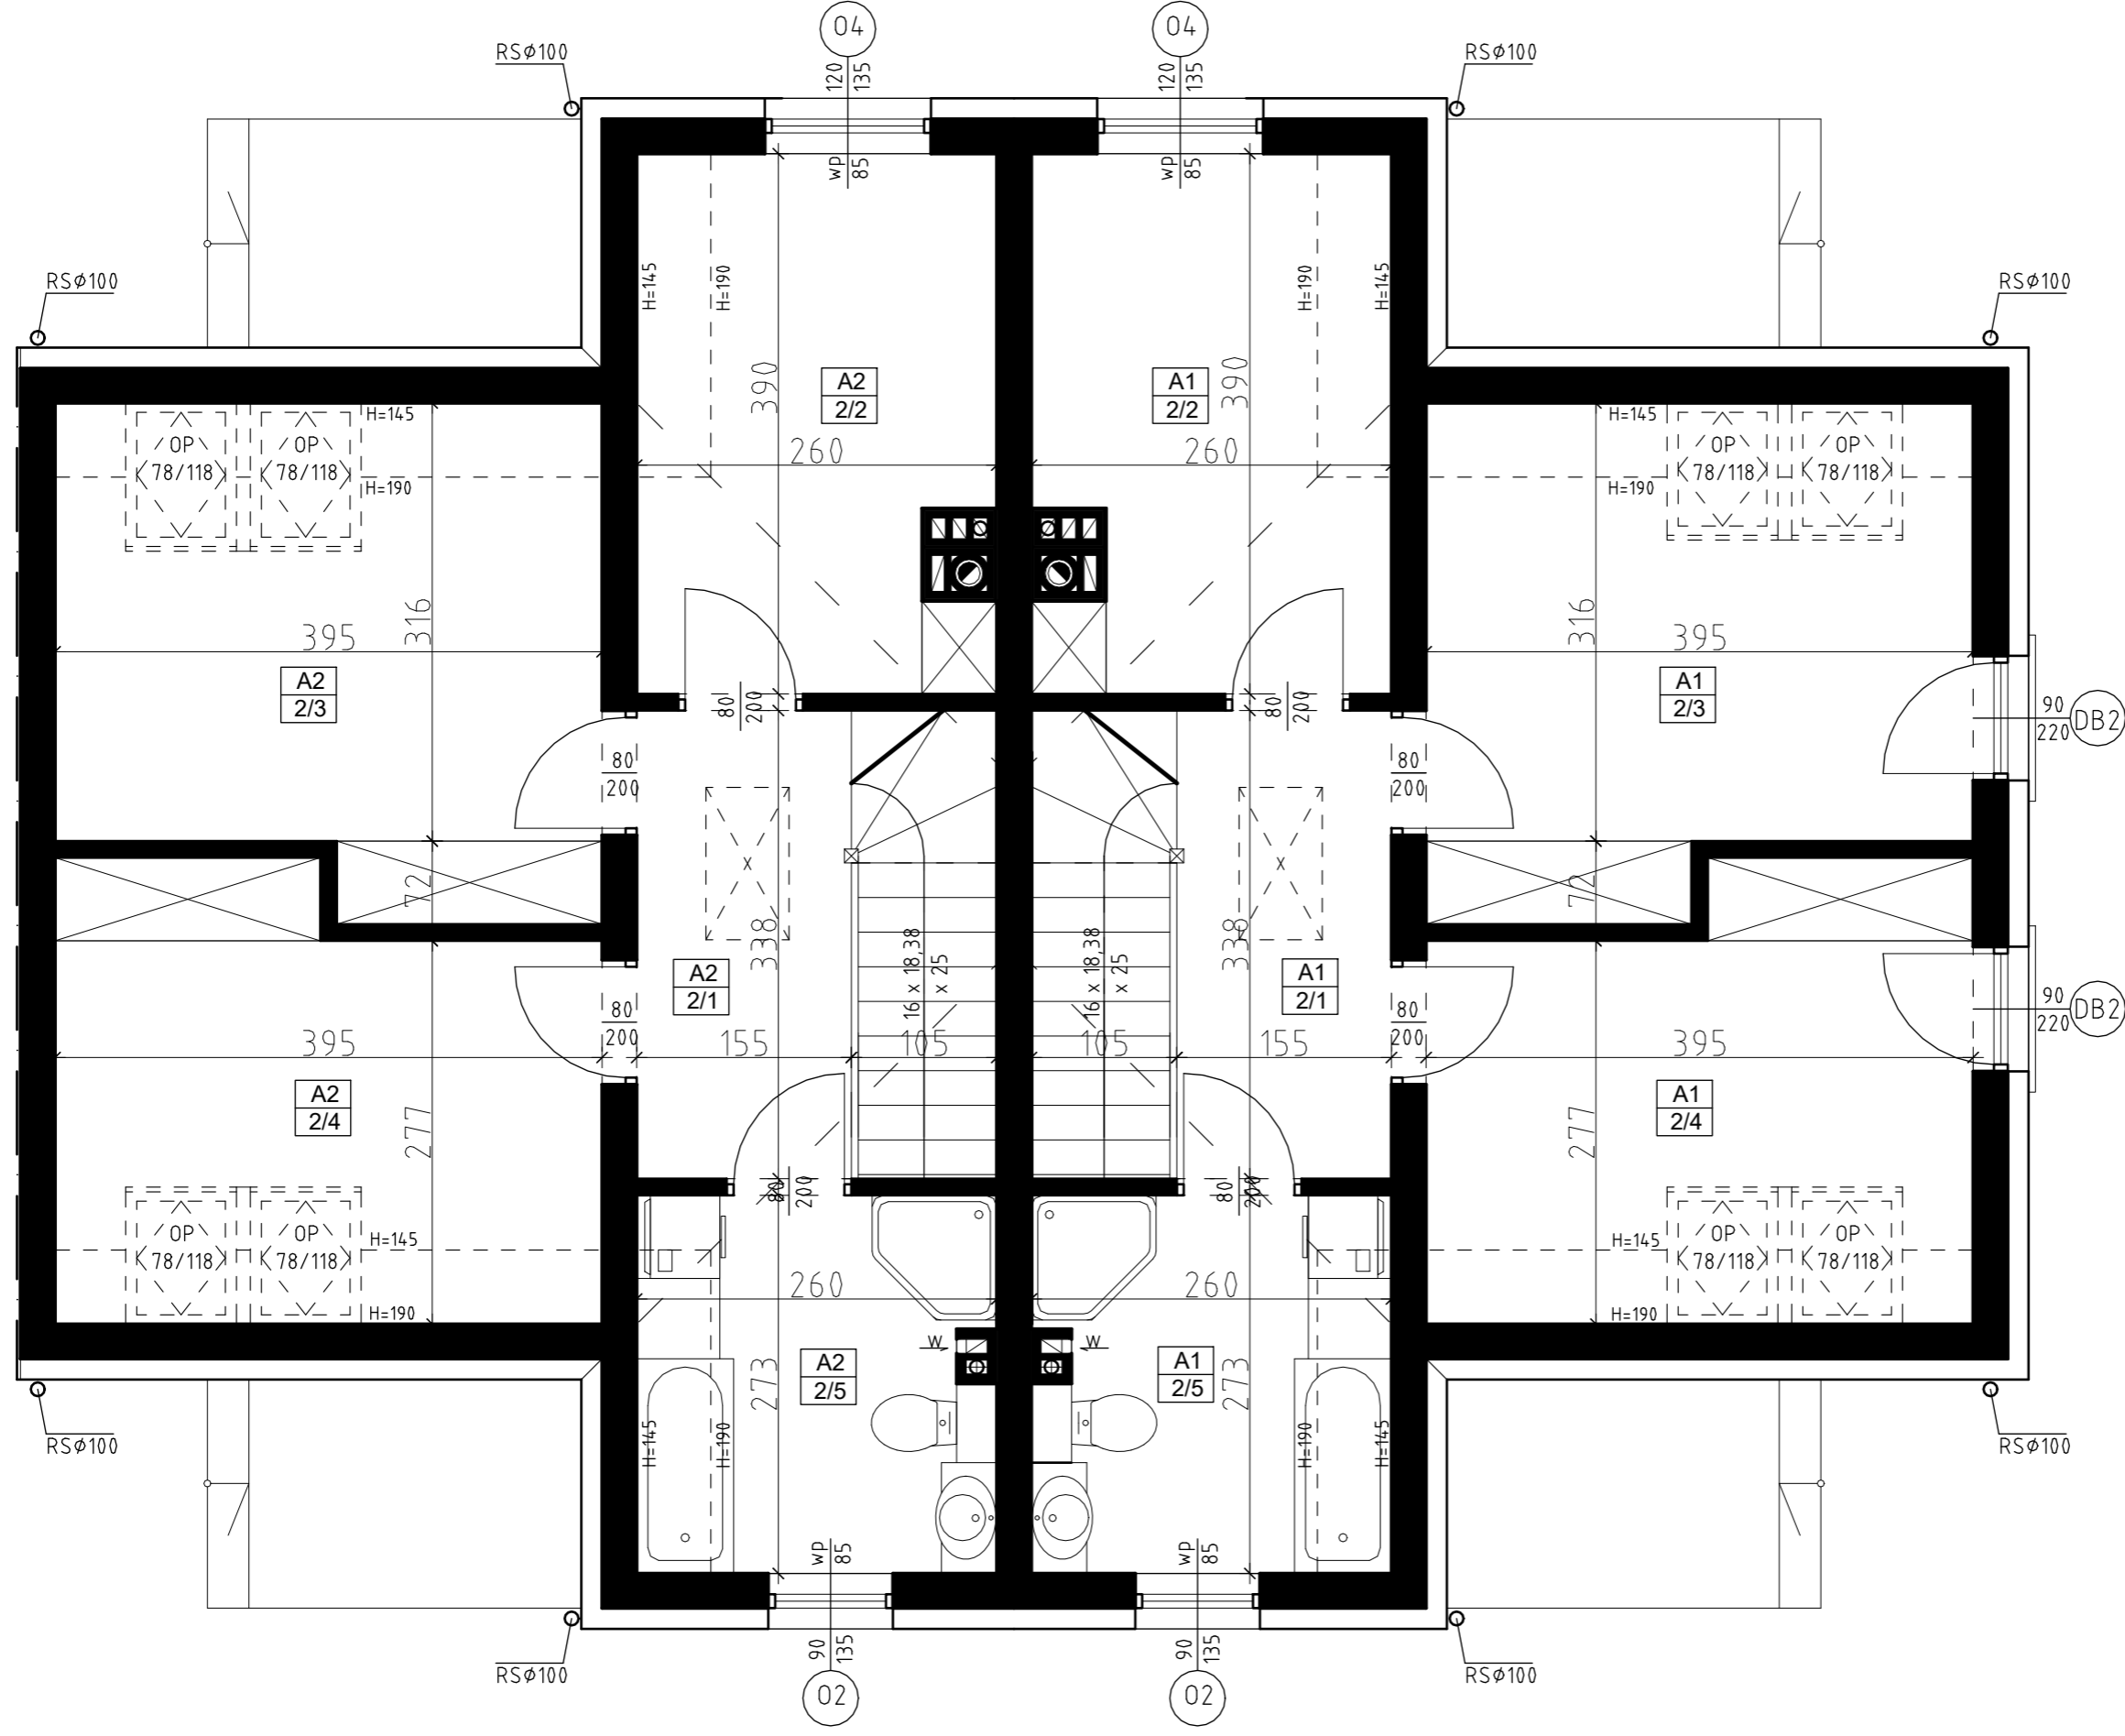 04
04
RSø100
120
135
120
135
RSø100
wp
85
wp
85
RSø100
H=145
H=190
H=190
H=145
RSø100
A2
2/2
390
A1
2/2
390
H=145
OP
78/118
OP
78/118
H=190
260
260
H=145
OP
78/118
OP
78/118
H=190
316
395
316
395
A2
2/3
80
200
80
200
A1
2/3
90
220
DB2
80
200
80
200
72
338
16 x 18,38
x 25
16 x 18,38
x 25
338
72
A2
2/1
A1
2/1
90
220
DB2
80
200
80
200
395
155
105
105
155
395
A2
2/4
277
A1
2/4
277
80
200
80
200
H=145
OP
78/118
OP
78/118
H=190
260
260
H=145
OP
78/118
OP
78/118
H=190
W
W
A2
2/5
273
A1
2/5
273
H=145
H=190
H=190
H=145
RSø100
RSø100
wp
85
wp
85
90
135
90
135
RSø100
RSø100
02
02